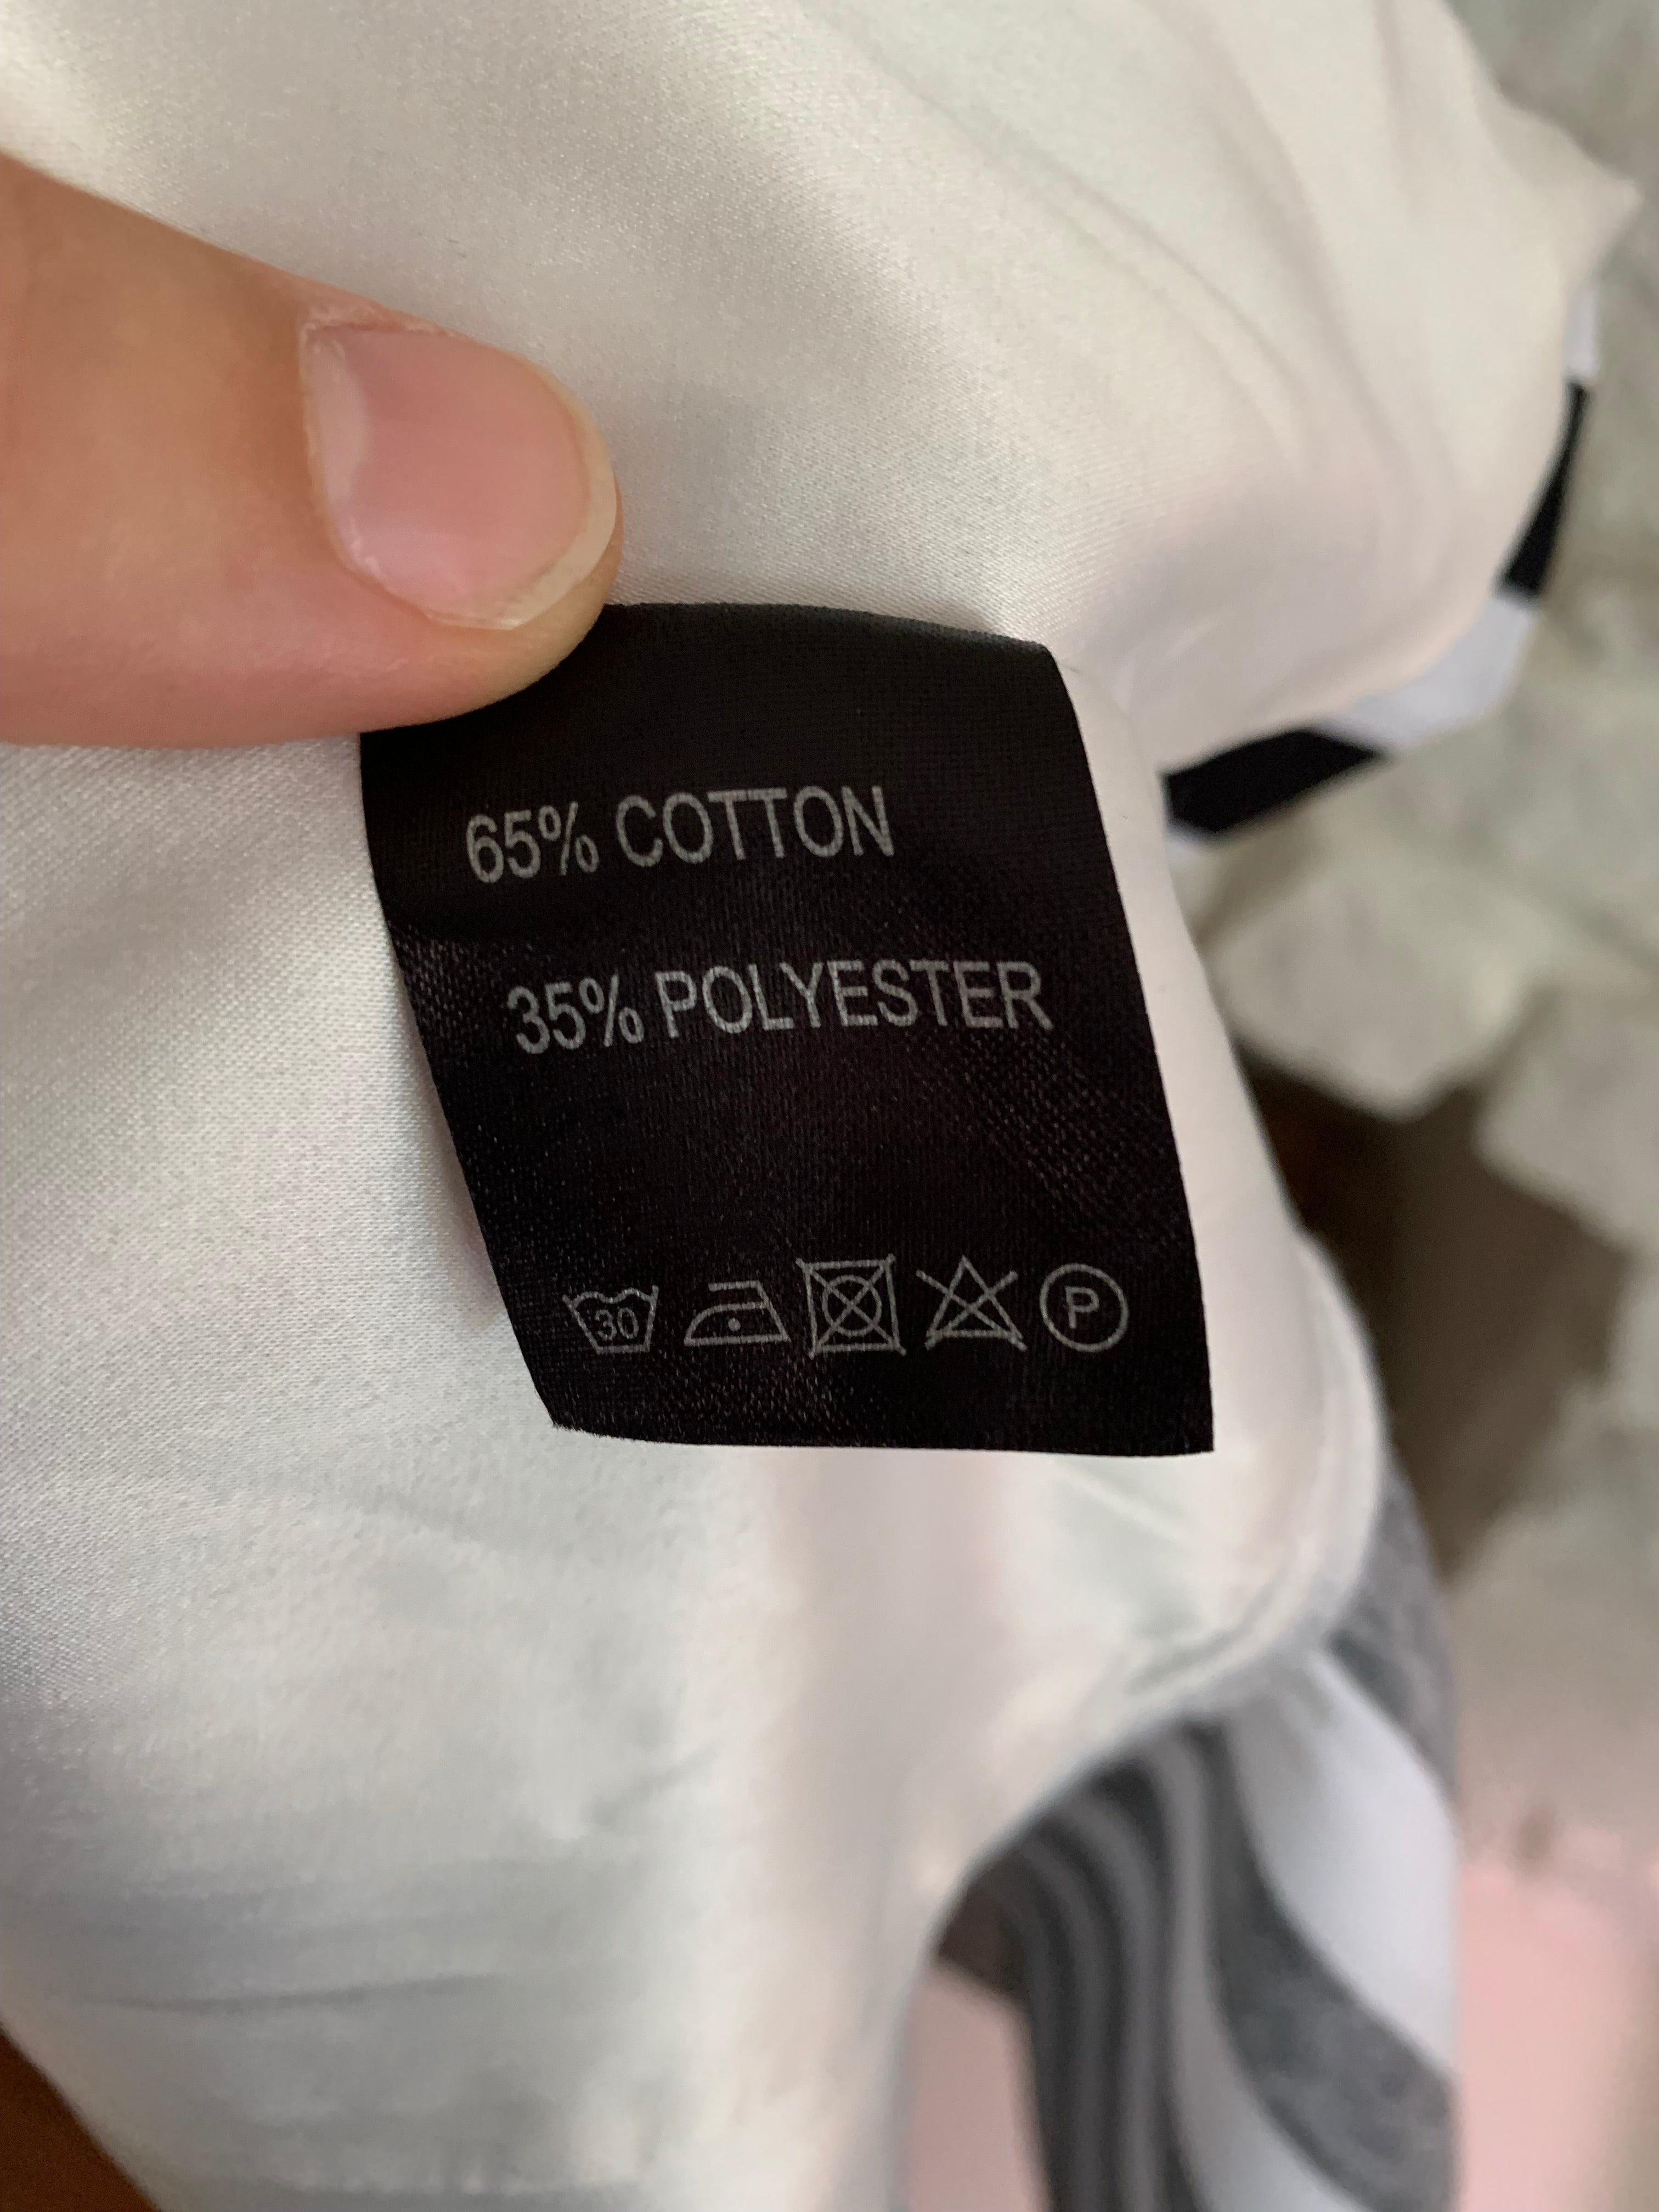 65% COTTON
35% POLYESTER
30 P